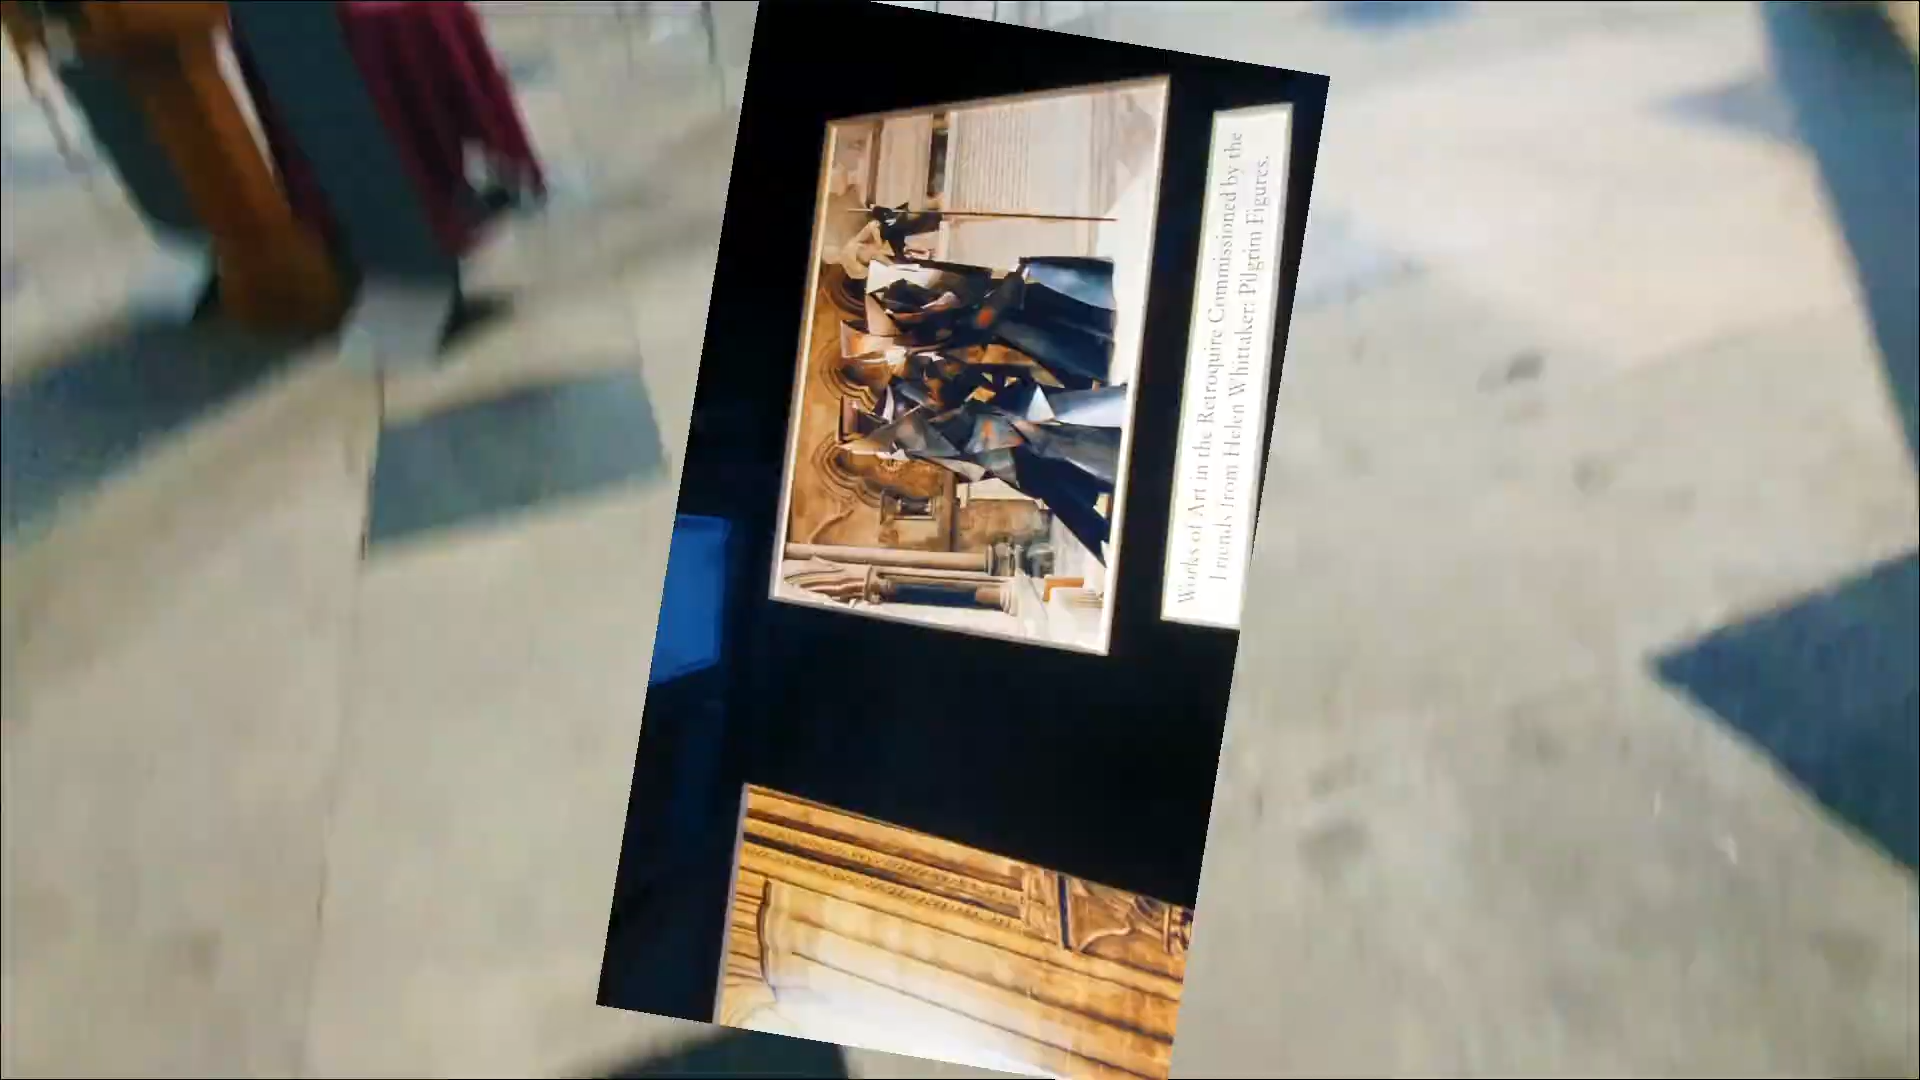 Works of Art in the Retroquire Commissioned by the
Friends from Helen Whittaker: Pilgrim Figures.